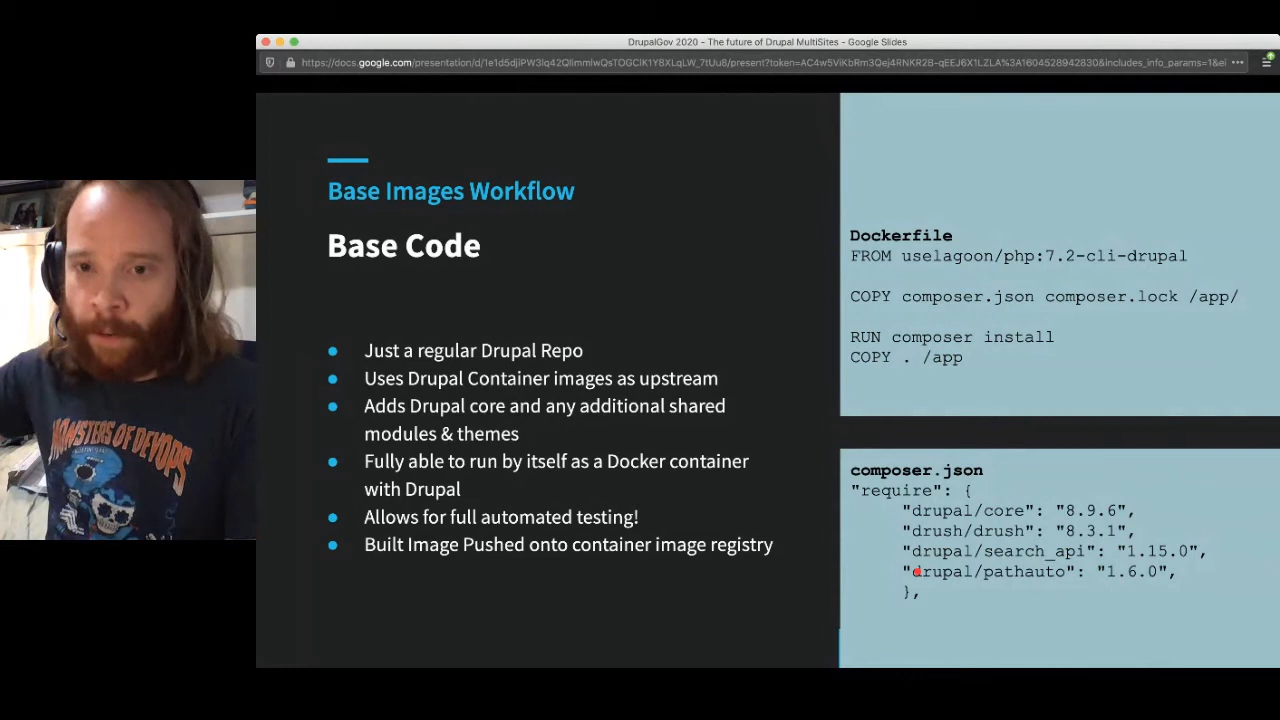 DrupalGov 2020 - The future of Drupal MultiSites - Google Slides
Base Images Workflow
Base Code
Just a regular Drupal Repo
Uses Drupal Container images as upstream
Adds Drupal core and any additional shared
modules & themes
Fully able to run by itself as a Docker container
with Drupal
Allows for full automated testing!
Built Image Pushed onto container image registry
Dockerfile
FROM uselagoon/php:7.2-cli-drupal
COPY composer.json composer.lock /app/
RUN composer install
COPY . /app
composer.json
"require": {
"drupal/core": "8.9.6",
"drush/drush": "8.3.1",
"drupal/search_api": "1.15.0",
"drupal/pathauto": "1.6.0",
},
MONSTERS OF DEVOPS